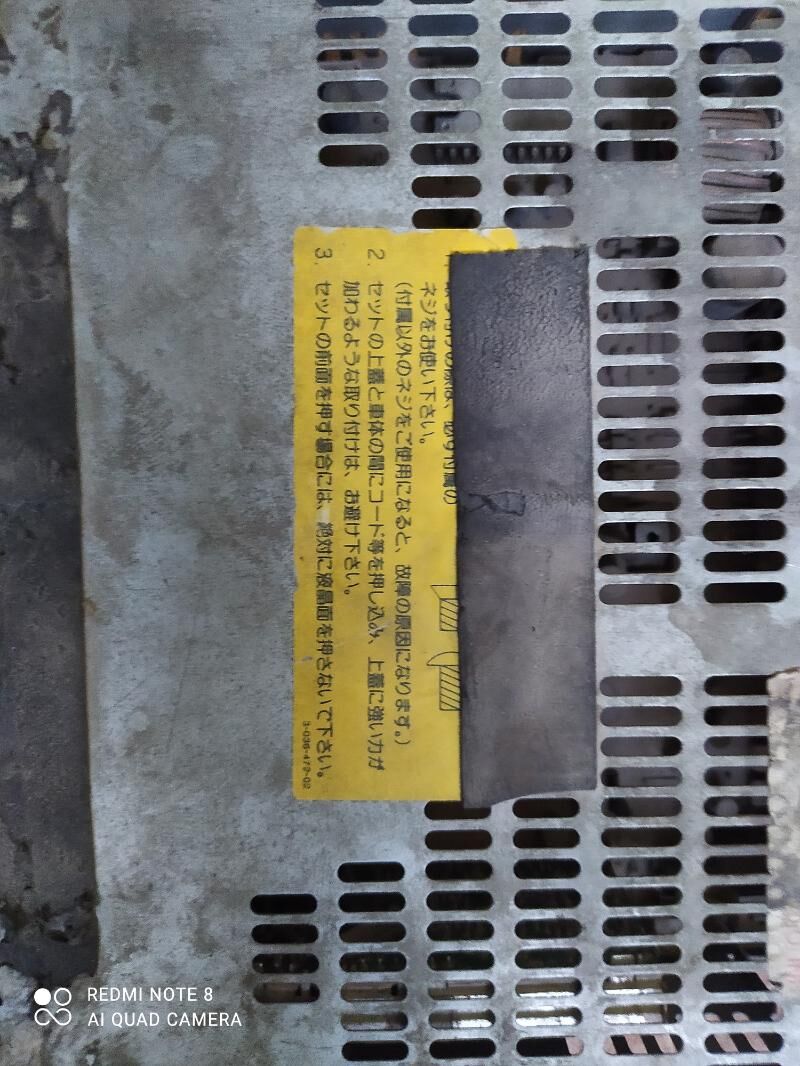 ネジをお使い下さい。
(付属以外のネジをご使用になると、故障の原因になります。)
2. セットの上蓋と車体の間にコード等を押し込み、上蓋に強い力が
加わるような取り付けは、お避け下さい。
3. セットの前面を押す場合には、絶対に液晶面を押さないで下さい。
3-036-472-02
REDMI NOTE 8
AI QUAD CAMERA